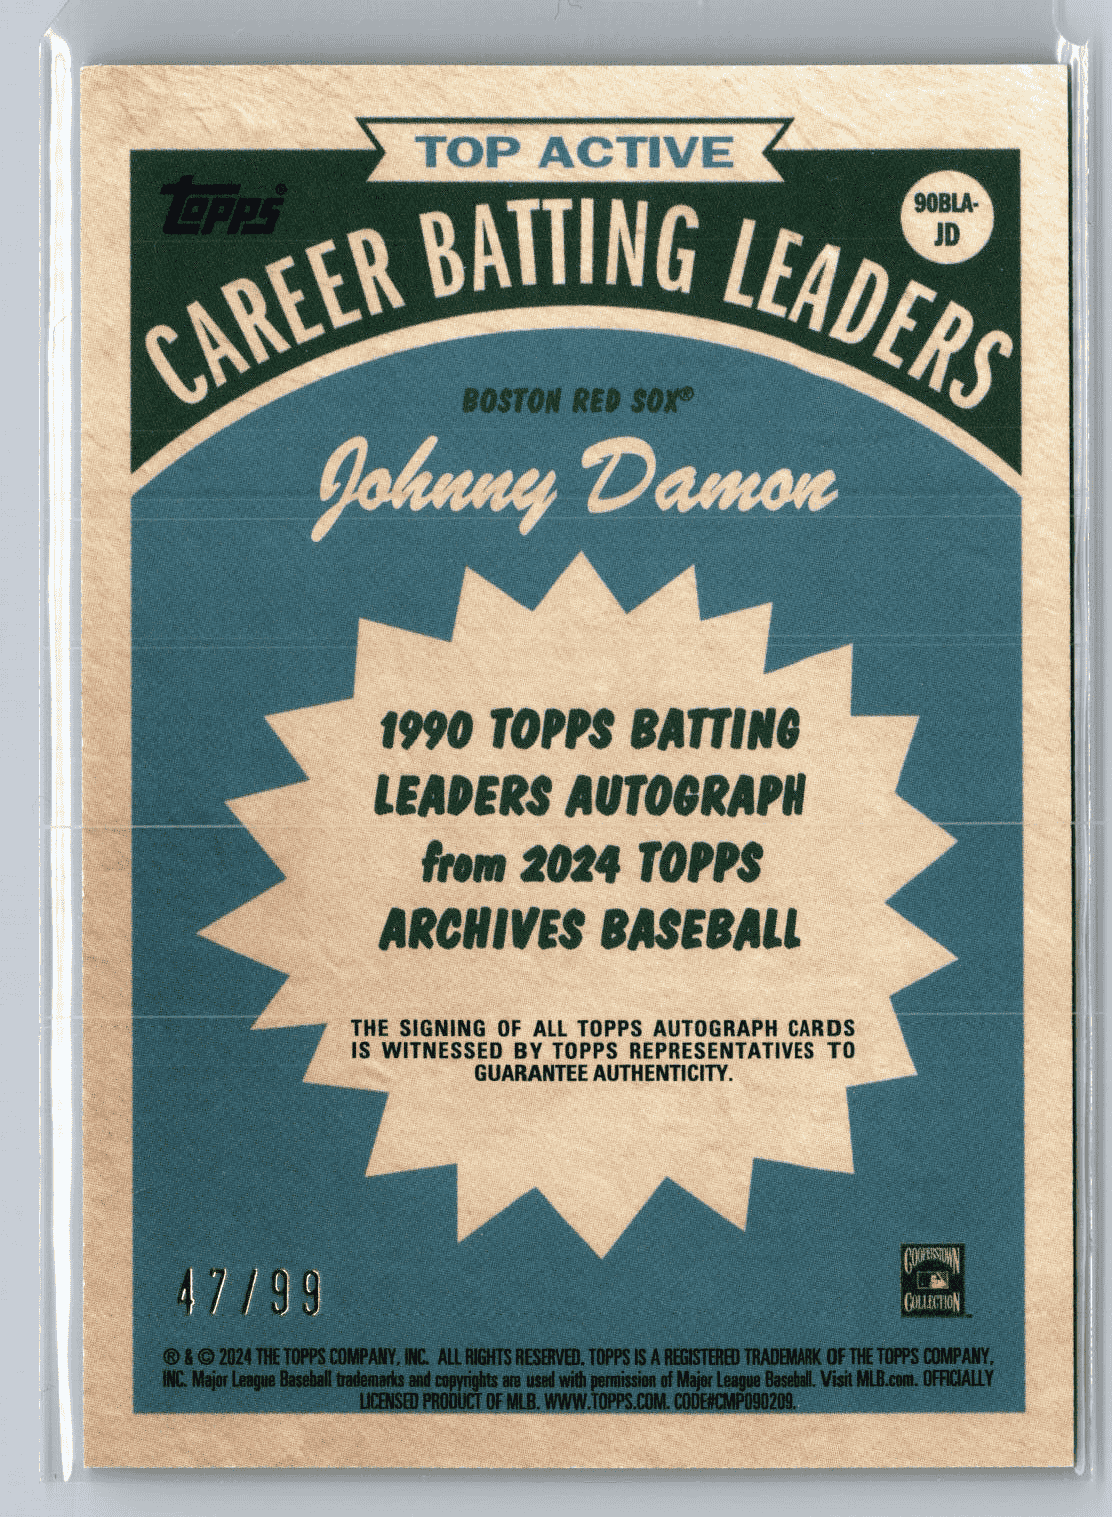 TOP ACTIVE
Topps®
90BLA-
JD
CAREER BATTING LEADERS
BOSTON RED SOX®
Johnny Damon
1990 TOPPS BATTING
LEADERS AUTOGRAPH
from 2024 TOPPS
ARCHIVES BASEBALL
THE SIGNING OF ALL TOPPS AUTOGRAPH CARDS
IS WITNESSED BY TOPPS REPRESENTATIVES TO
GUARANTEE AUTHENTICITY.
47/99
COOPERSTOWN
COLLECTION
® & © 2024 THE TOPPS COMPANY, INC. ALL RIGHTS RESERVED. TOPPS IS A REGISTERED TRADEMARK OF THE TOPPS COMPANY,
INC. Major League Baseball trademarks and copyrights are used with permission of Major League Baseball. Visit MLB.com. OFFICIALLY
LICENSED PRODUCT OF MLB. WWW.TOPPS.COM. CODE#CMP090209.